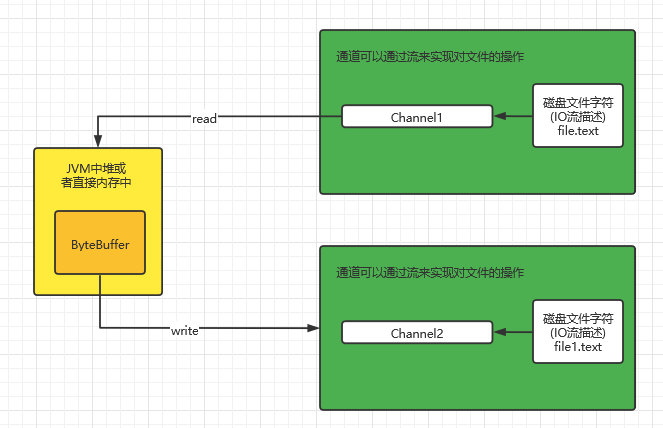 通道可以通过流来实现对文件的操作
Channel1
磁盘文件字符
(IO流描述)
file.text
read
JVM中堆或
者直接内存中
ByteBuffer
write
通道可以通过流来实现对文件的操作
Channel2
磁盘文件字符
(IO流描述)
file1.text